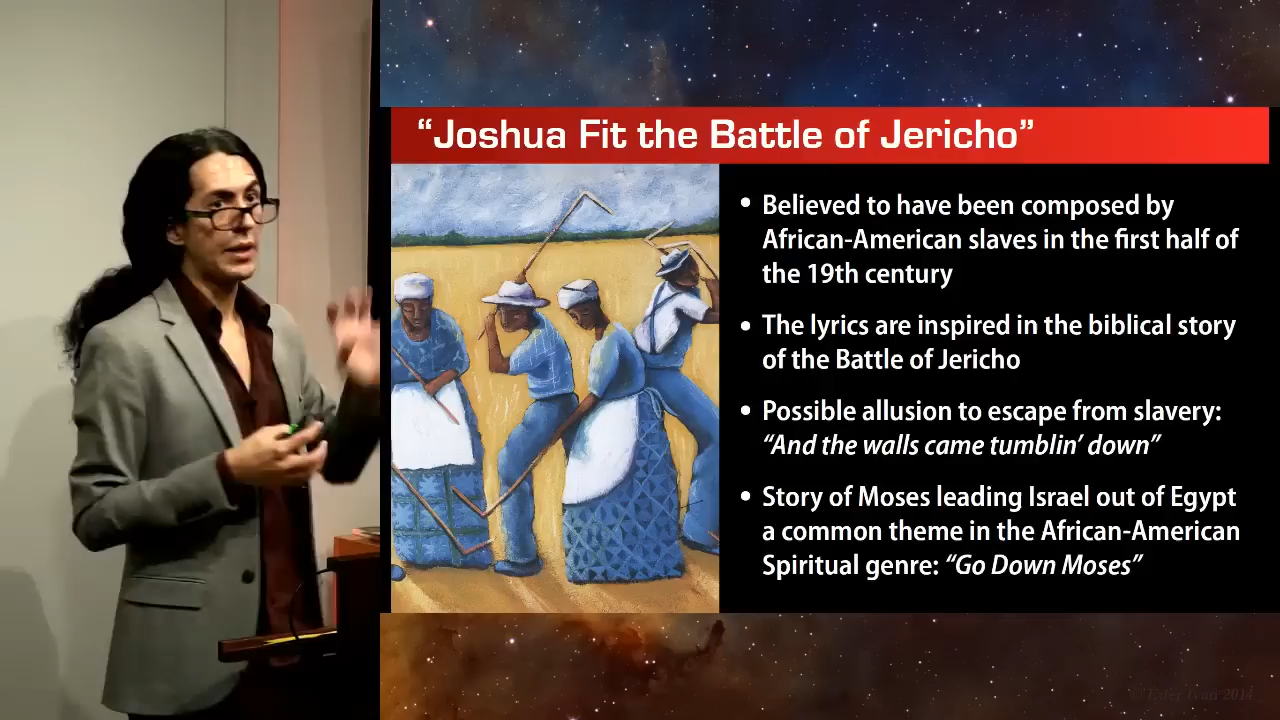 “Joshua Fit the Battle of Jericho”
• Believed to have been composed by
African-American slaves in the first half of
the 19th century
• The lyrics are inspired in the biblical story
of the Battle of Jericho
• Possible allusion to escape from slavery:
“And the walls came tumblin’ down”
• Story of Moses leading Israel out of Egypt
a common theme in the African-American
Spiritual genre: “Go Down Moses”